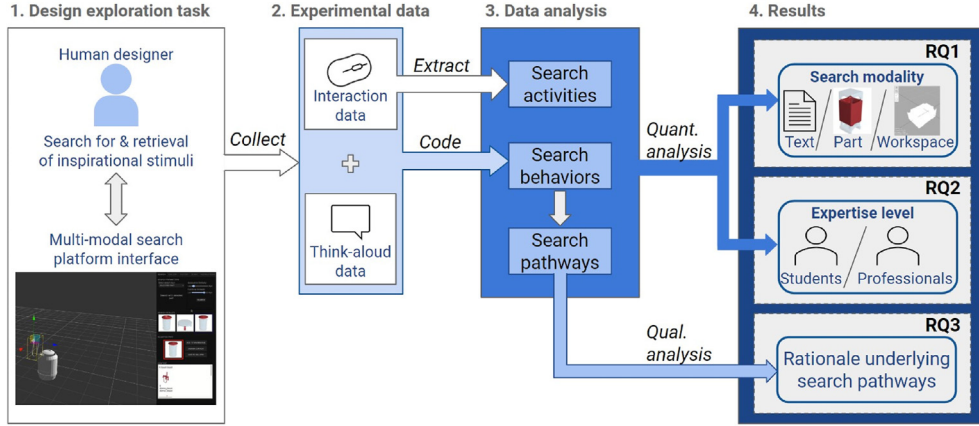 1. Design exploration task
2. Experimental data
3. Data analysis
4. Results
Human designer
Search for & retrieval
of inspirational stimuli
Multi-modal search
platform interface
Collect
Interaction
data
Think-aloud
data
Extract
Code
Search
activities
Search
behaviors
Search
pathways
Quant.
analysis
Qual.
analysis
RQ1
Search modality
Text / Part / Workspace
RQ2
Expertise level
Students / Professionals
RQ3
Rationale underlying
search pathways